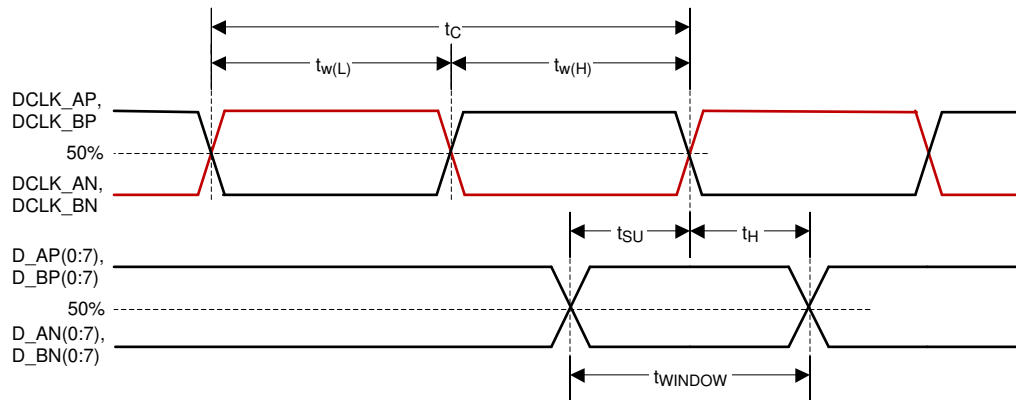 tC
tw(L)
tw(H)
DCLK_AP,
DCLK_BP
50%
DCLK_AN,
DCLK_BN
tSU
tH
D_AP(0:7),
D_BP(0:7)
50%
D_AN(0:7),
D_BN(0:7)
tWINDOW